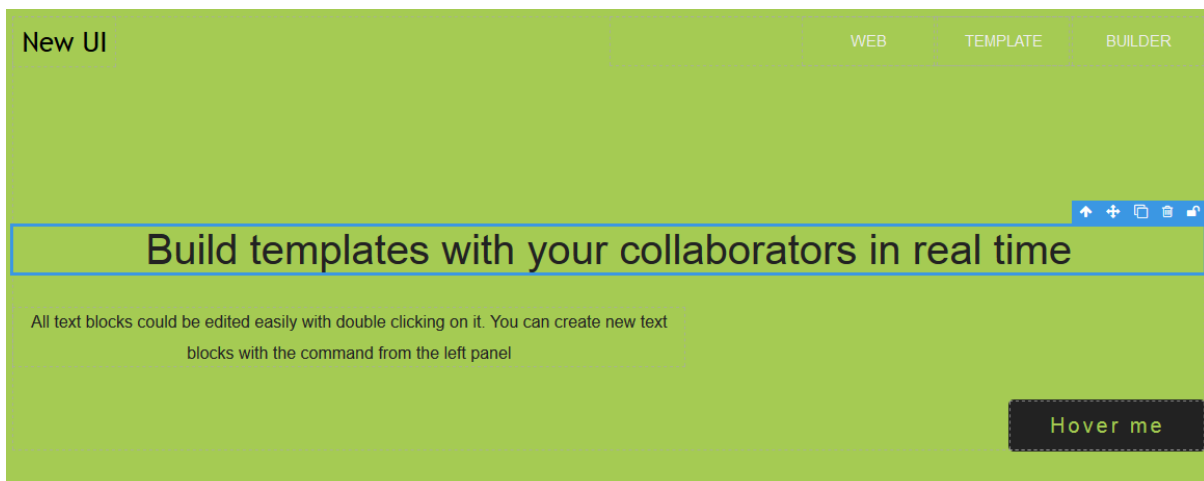 New UI
WEB TEMPLATE BUILDER
Build templates with your collaborators in real time
All text blocks could be edited easily with double clicking on it. You can create new text
blocks with the command from the left panel
Hover me